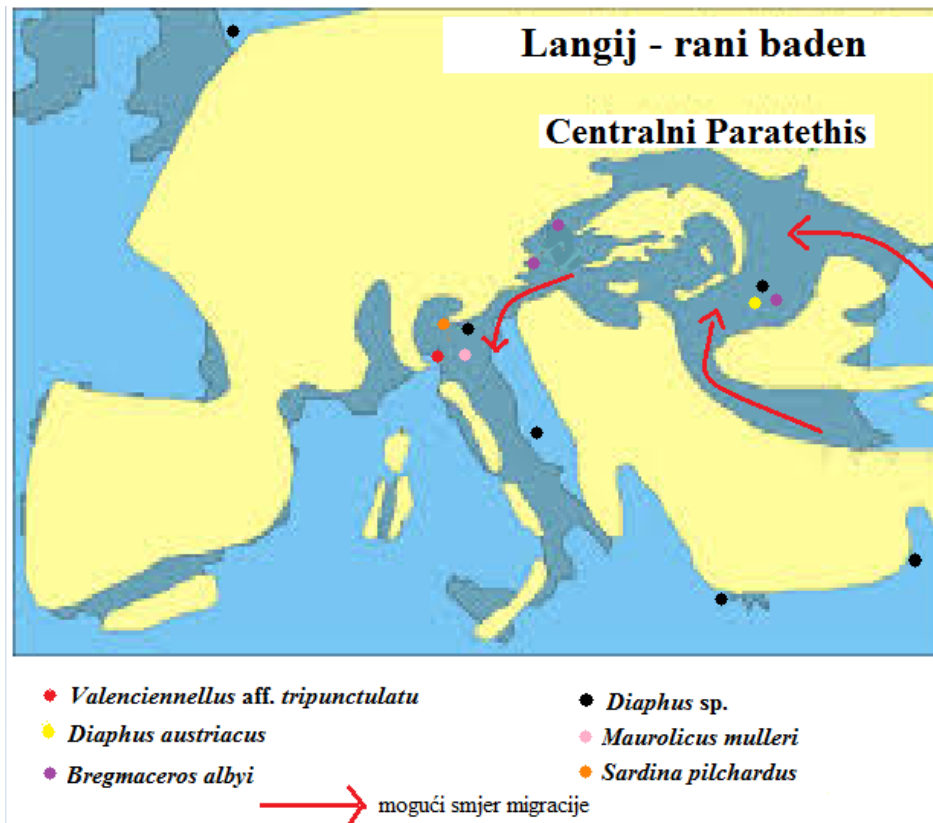 Langij - rani baden
Centralni Paratethis
Valenciennellus aff. tripunctulatu
Diaphus austriacus
Bregmaceros albyi
Diaphus sp.
Maurolicus mulleri
Sardina pilchardus
mogući smjer migracije